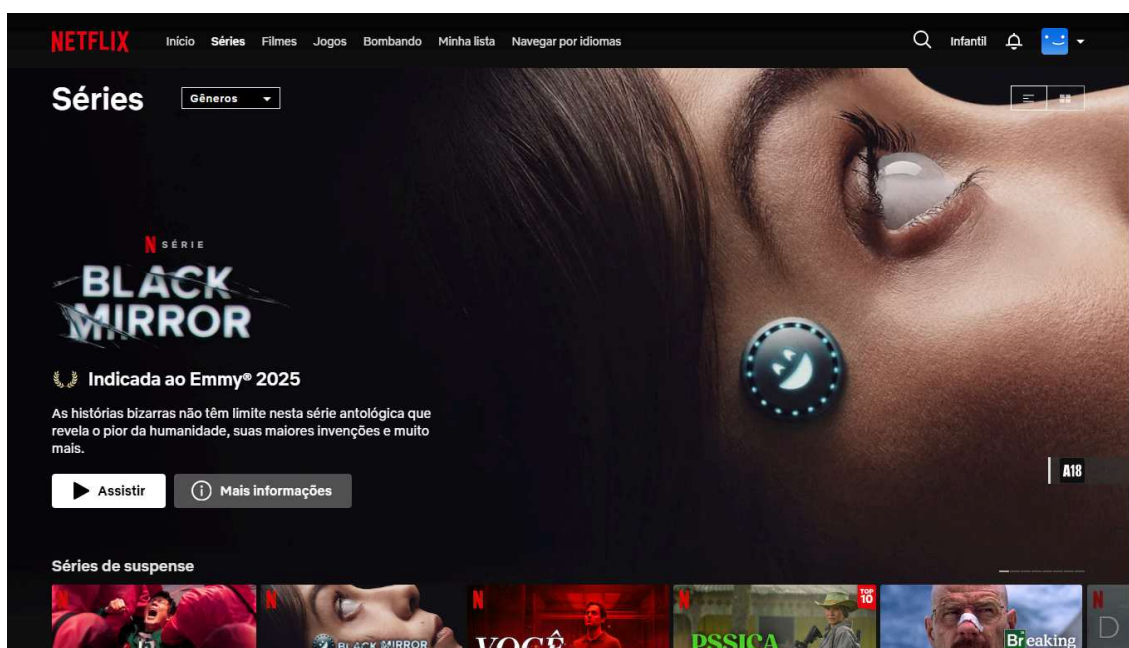 NETFLIX Início Séries Filmes Jogos Bombando Minha lista Navegar por idiomas Infantil
Séries Gêneros
N SÉRIE
BLACK
MIRROR
Indicada ao Emmy® 2025
As histórias bizarras não têm limite nesta série antológica que
revela o pior da humanidade, suas maiores invenções e muito
mais.
A18
Assistir Mais informações
Séries de suspense
N N N N TOP 10 N
BLACK MIRROR VOCÊ PSSICA Breaking D